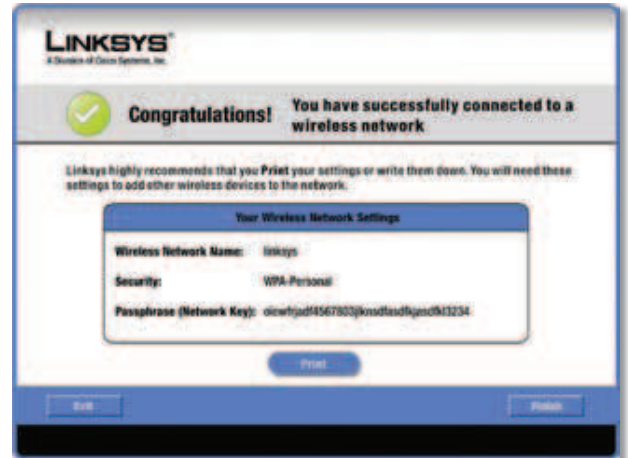 LINKSYS®
A Division of Cisco Systems, Inc.
Congratulations!
You have successfully connected to a
wireless network
Linksys highly recommends that you Print your settings or write them down. You will need these
settings to add other wireless devices to the network.
Your Wireless Network Settings
Wireless Network Name: linksys
Security: WPA-Personal
Passphrase (Network Key):
Print
Exit
Finish